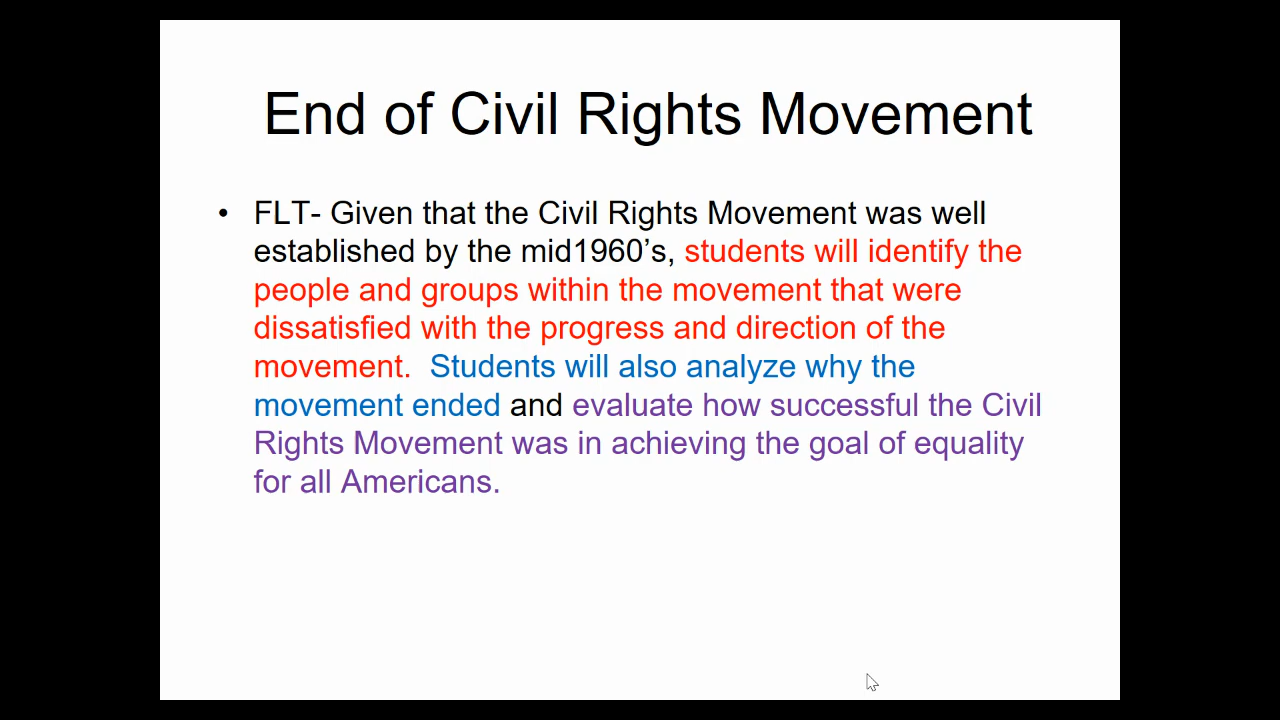 End of Civil Rights Movement
• FLT- Given that the Civil Rights Movement was well
established by the mid1960’s, students will identify the
people and groups within the movement that were
dissatisfied with the progress and direction of the
movement.  Students will also analyze why the
movement ended and evaluate how successful the Civil
Rights Movement was in achieving the goal of equality
for all Americans.